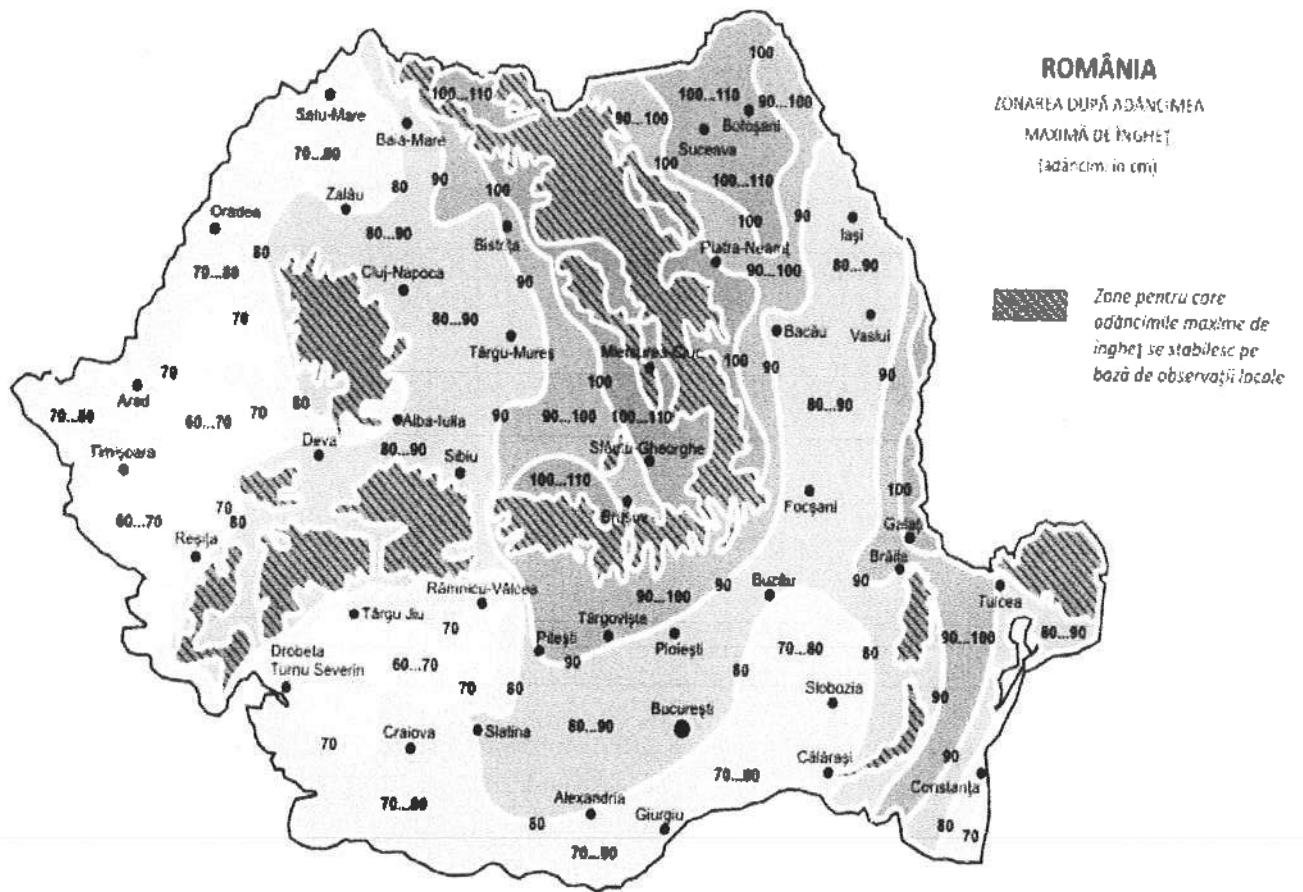 ROMÂNIA
ZONAREA DUPĂ ADÂNCIMEA
MAXIMĂ DE ÎNGHEȚ
(adâncimi în cm)
Zone pentru care
adâncimile maxime de
îngheț se stabilesc pe
bază de observații locale
100
100...110
100...110
90...100
Satu-Mare
Baia-Mare
90...100
Botoșani
Suceava
70...80
100
80
90
100
100...110
Zalău
Oradea
80...90
Bistrița
100
90
Iași
80
Piatra-Neamț
70...80
90
90...100
80...90
Cluj-Napoca
70
80...90
Târgu-Mureș
Bacău
Vaslui
Miercurea-Ciuc
100
90
90
70
100
Arad
80
70...80
60...70
70
Alba-Iulia
90
90...100
100...110
80...90
Deva
80...90
Sibiu
Sfântu-Gheorghe
Timișoara
100...110
100
60...70
70
80
Brașov
Focșani
Galați
Reșița
Brăila
Râmnicu-Vâlcea
90
Buzău
90
Tulcea
90...100
Târgu Jiu
70
Târgoviște
Ploiești
90...100
80...90
Pitești
70...80
80
Drobeta
Turnu Severin
60...70
90
80
70
80
Slobozia
90
București
80...90
Slatina
70
Craiova
90
Călărași
Constanța
70...80
70...80
Alexandria
80
Giurgiu
80
70
70...80